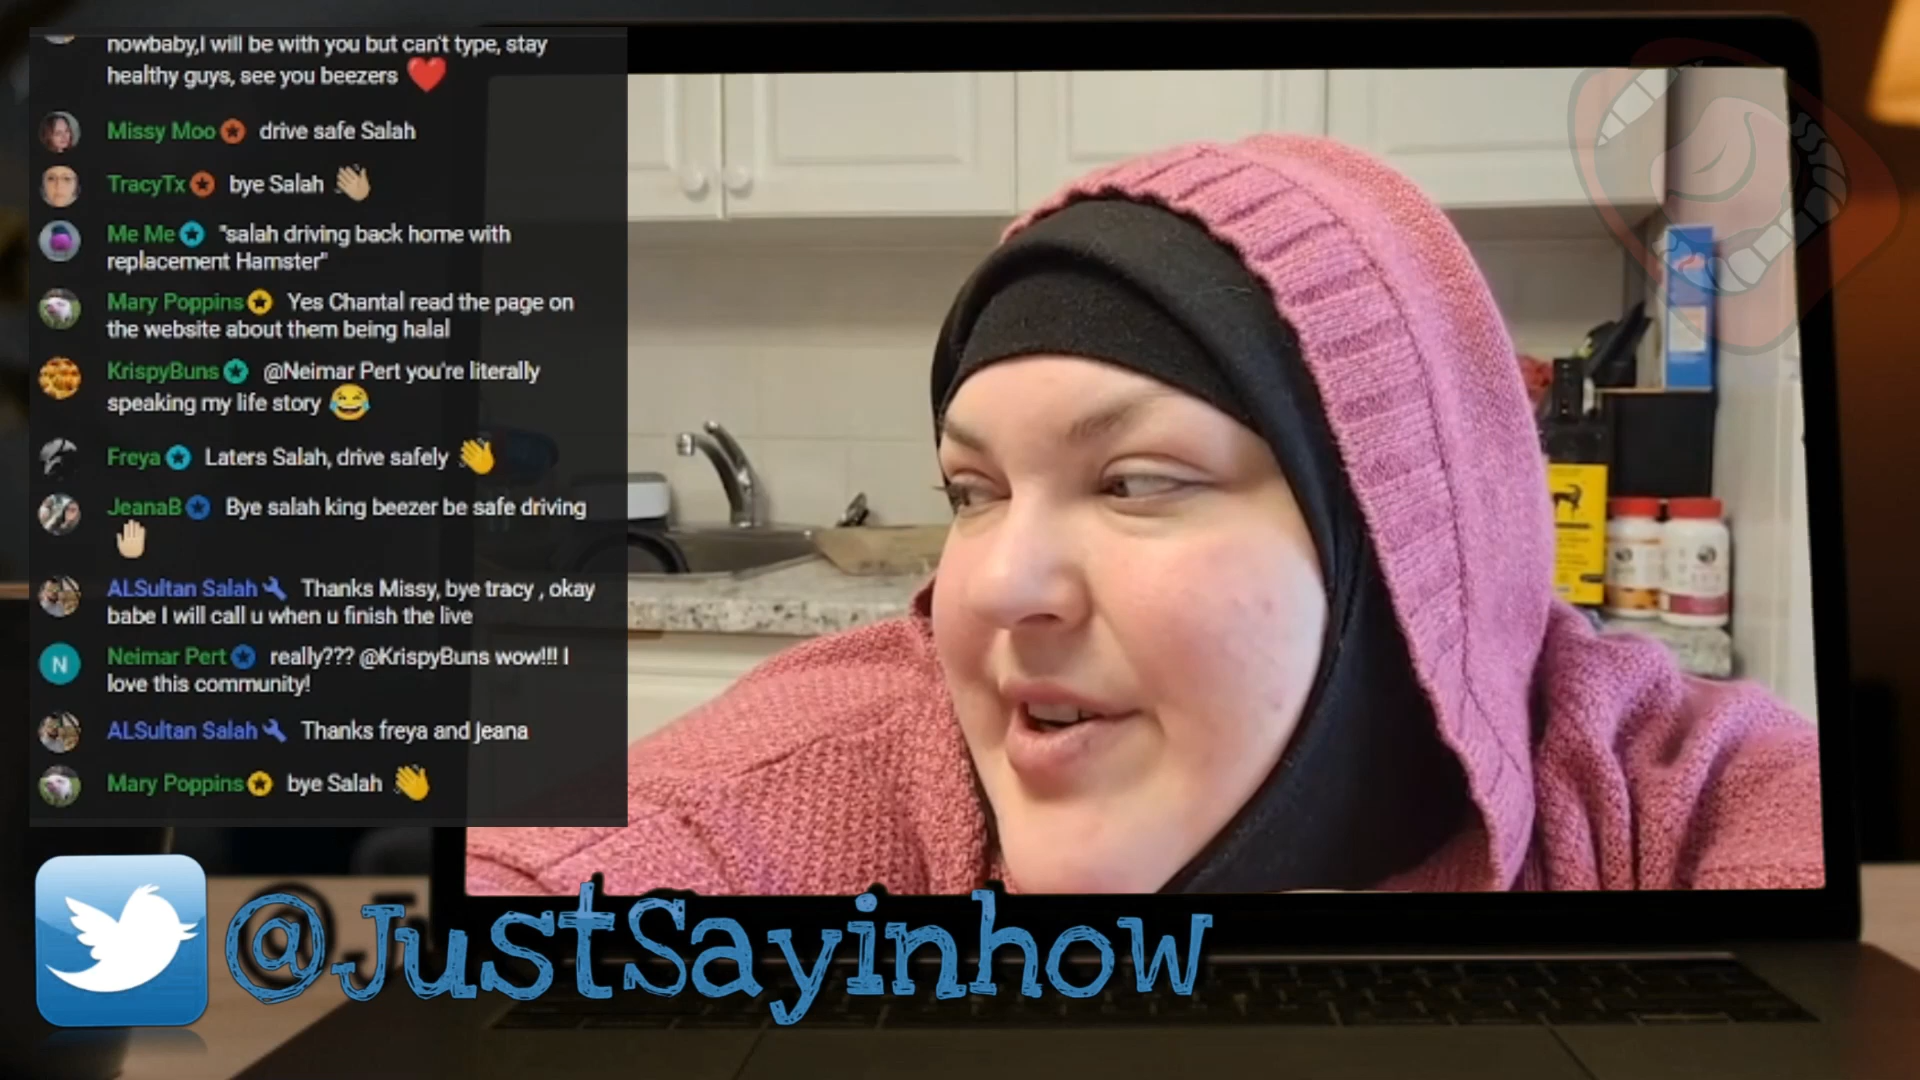 nowbaby,I will be with you but can't type, stay
healthy guys, see you beezers ❤️
Missy Moo drive safe Salah
TracyTx bye Salah 👋🏼
Me Me "salah driving back home with
replacement Hamster"
Mary Poppins Yes Chantal read the page on
the website about them being halal
KrispyBuns @Neimar Pert you're literally
speaking my life story 😂
Freya Laters Salah, drive safely 👋
JeanaB Bye salah king beezer be safe driving
🤚🏼
ALSultan Salah Thanks Missy, bye tracy , okay
babe I will call u when u finish the live
N
Neimar Pert really??? @KrispyBuns wow!!! I
love this community!
ALSultan Salah Thanks freya and Jeana
Mary Poppins bye Salah 👋
@JustSayinhow